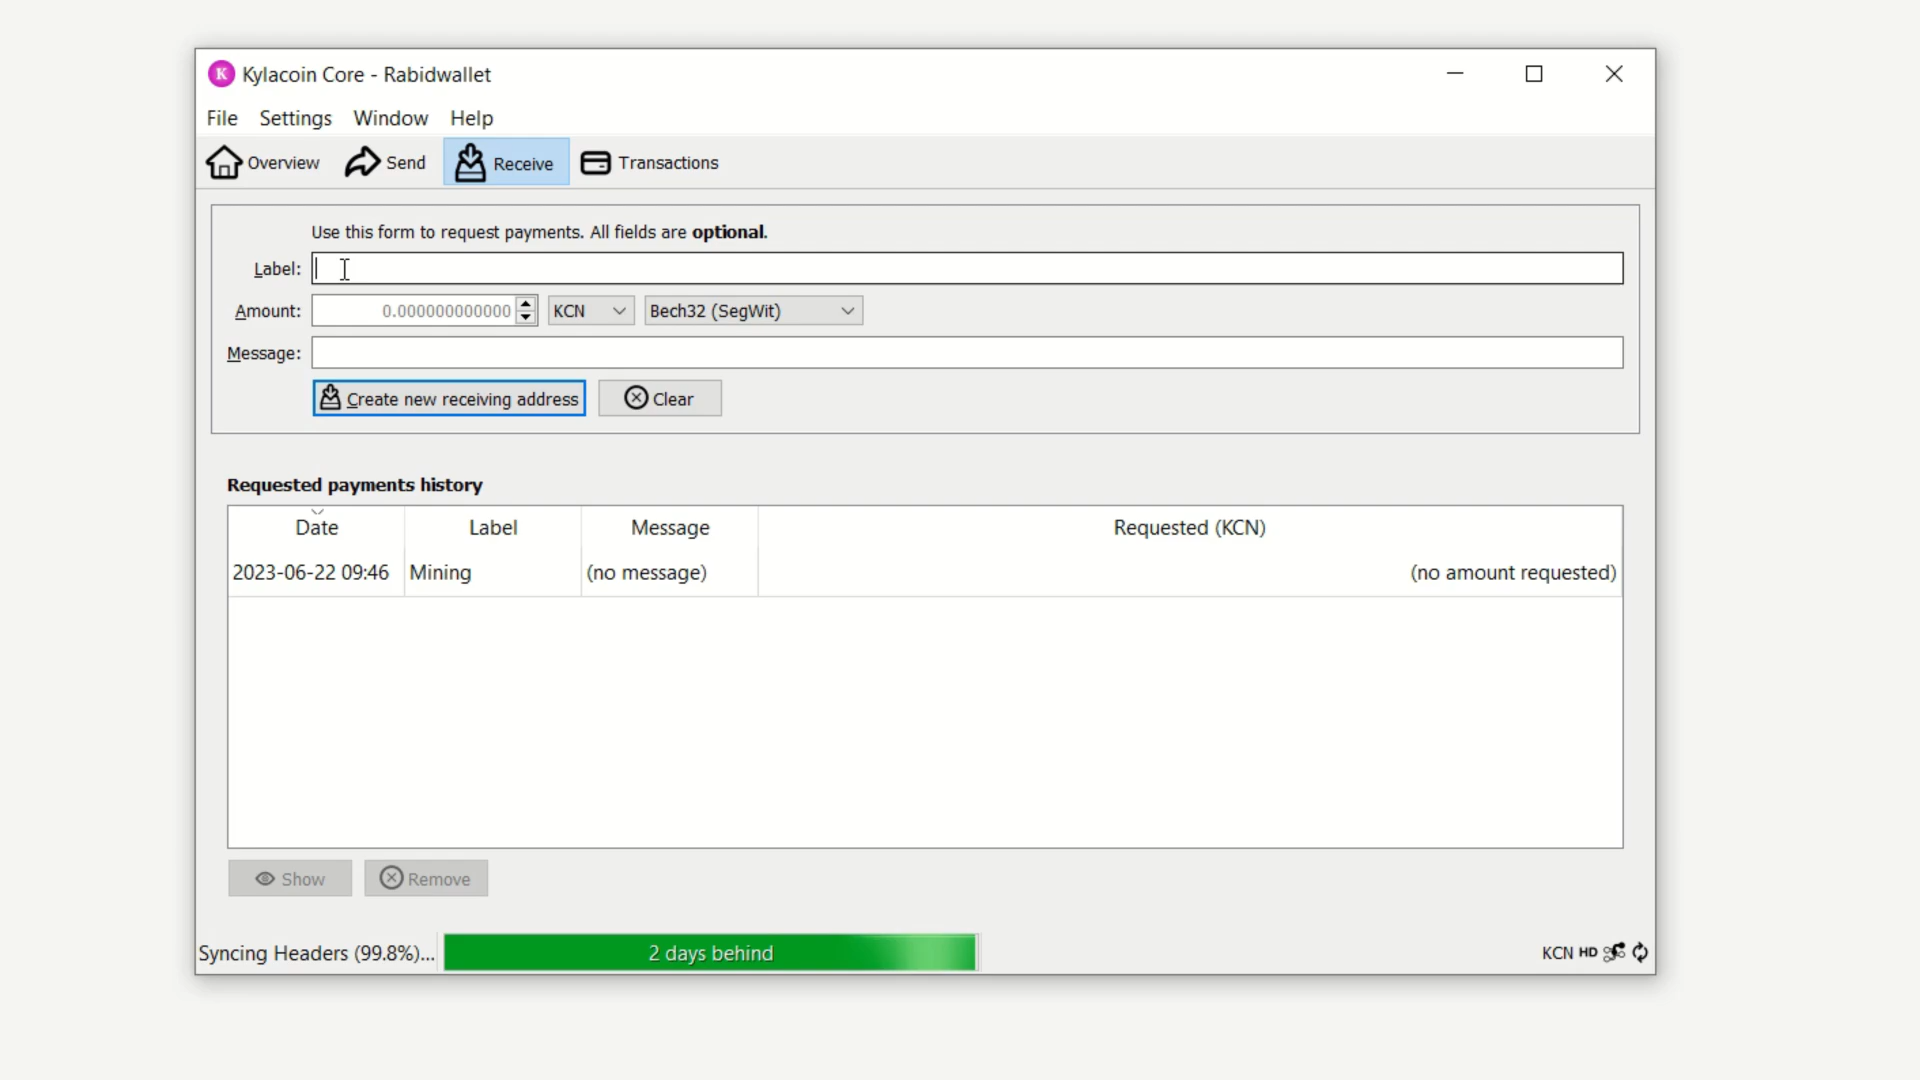 K Kylacoin Core - Rabidwallet
File Settings Window Help
Overview Send Receive Transactions
Use this form to request payments. All fields are optional.
Label:
Amount: 0.000000000000 KCN Bech32 (SegWit)
Message:
Create new receiving address Clear
Requested payments history
Date Label Message Requested (KCN)
2023-06-22 09:46 Mining (no message) (no amount requested)
Show Remove
Syncing Headers (99.8%)... 2 days behind KCN HD